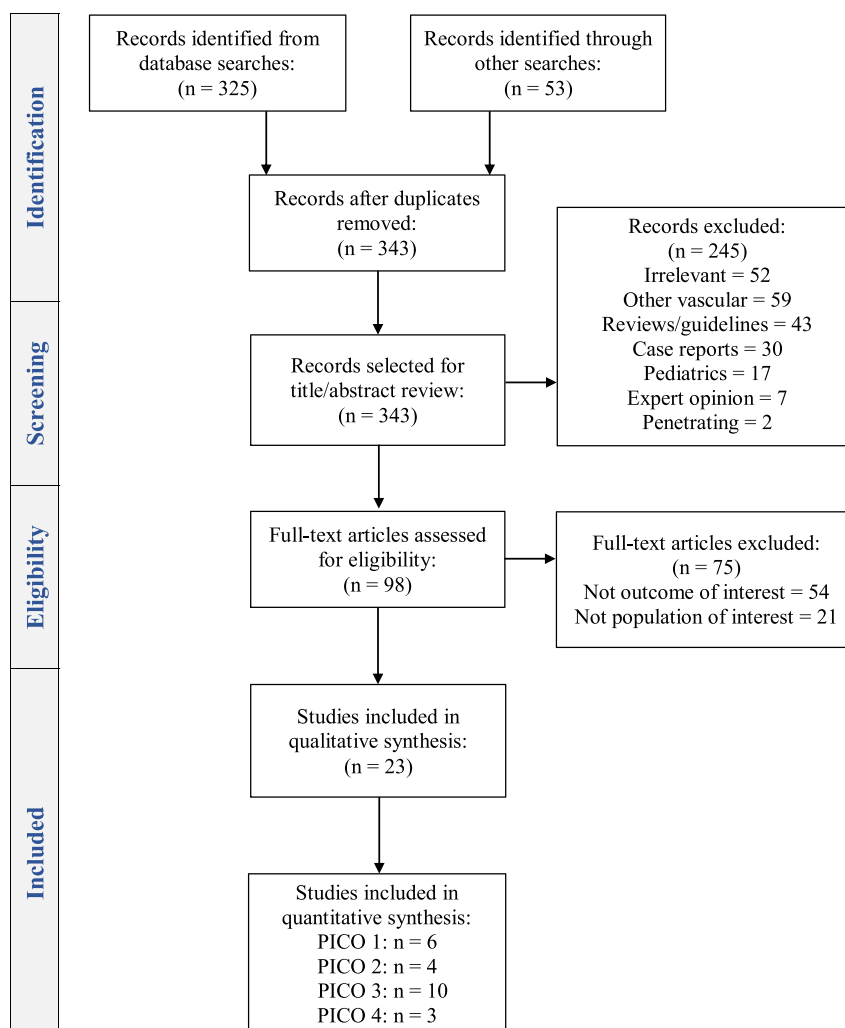 Identification
Records identified from
database searches:
(n = 325)
Records identified through
other searches:
(n = 53)
Records after duplicates
removed:
(n = 343)
Screening
Records selected for
title/abstract review:
(n = 343)
Records excluded:
(n = 245)
Irrelevant = 52
Other vascular = 59
Reviews/guidelines = 43
Case reports = 30
Pediatrics = 17
Expert opinion = 7
Penetrating = 2
Eligibility
Full-text articles assessed
for eligibility:
(n = 98)
Full-text articles excluded:
(n = 75)
Not outcome of interest = 54
Not population of interest = 21
Included
Studies included in
qualitative synthesis:
(n = 23)
Studies included in
quantitative synthesis:
PICO 1: n = 6
PICO 2: n = 4
PICO 3: n = 10
PICO 4: n = 3